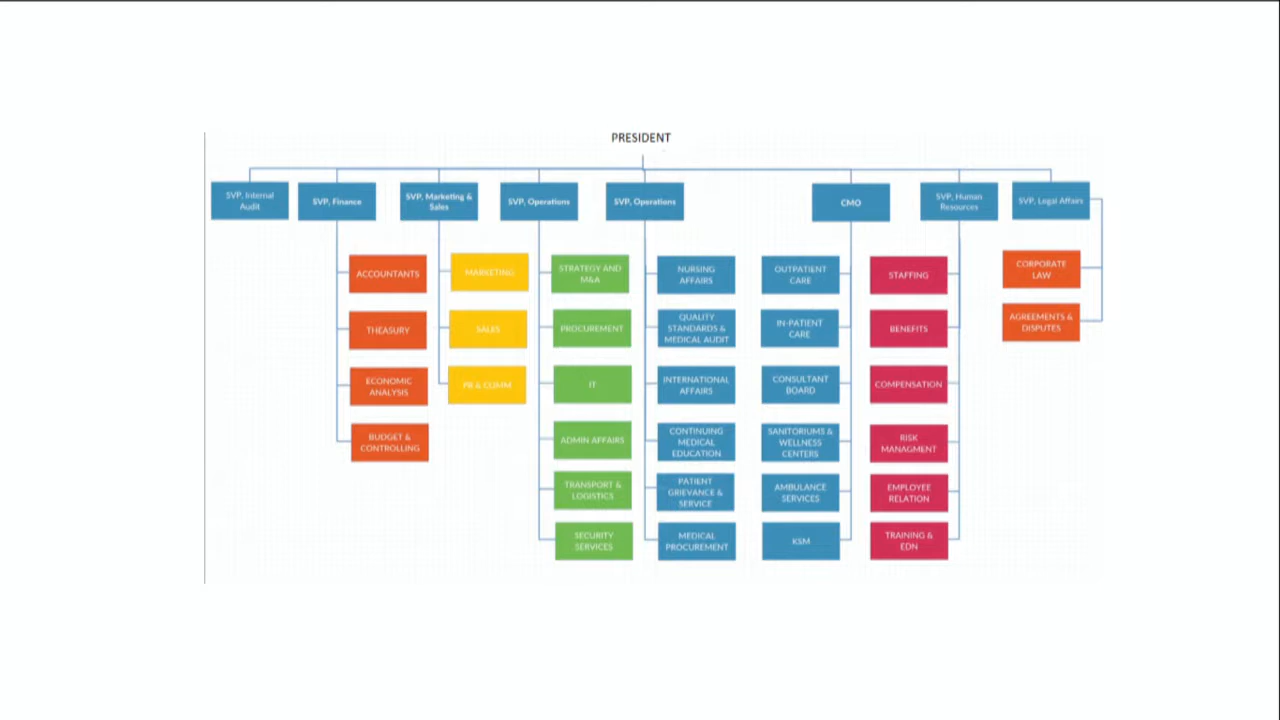 PRESIDENT
SVP, Internal
Audit
SVP, Finance
SVP, Marketing &
Sales
SVP, Operations
SVP, Operations
CMO
SVP, Human
Resources
SVP, Legal Affairs
ACCOUNTANTS
THEASURY
ECONOMIC
ANALYSIS
BUDGET &
CONTROLLING
MARKETING
SALES
PR & COMM
STRATEGY AND
M&A
PROCUREMENT
IT
ADMIN AFFAIRS
TRANSPORT &
LOGISTICS
SECURITY
SERVICES
NURSING
AFFAIRS
QUALITY
STANDARDS &
MEDICAL AUDIT
INTERNATIONAL
AFFAIRS
CONTINUING
MEDICAL
EDUCATION
PATIENT
GRIEVANCE &
SERVICE
MEDICAL
PROCUREMENT
OUTPATIENT
CARE
IN-PATIENT
CARE
CONSULTANT
BOARD
SANITORIUMS &
WELLNESS
CENTERS
AMBULANCE
SERVICES
KSM
STAFFING
BENEFITS
COMPENSATION
RISK
MANAGMENT
EMPLOYEE
RELATION
TRAINING &
EDN
CORPORATE
LAW
AGREEMENTS &
DISPUTES